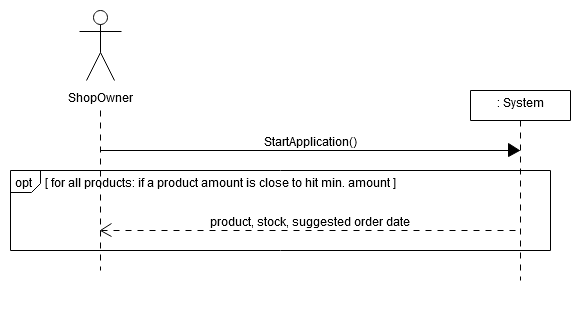 ShopOwner
: System
StartApplication()
opt [ for all products: if a product amount is close to hit min. amount ]
product, stock, suggested order date